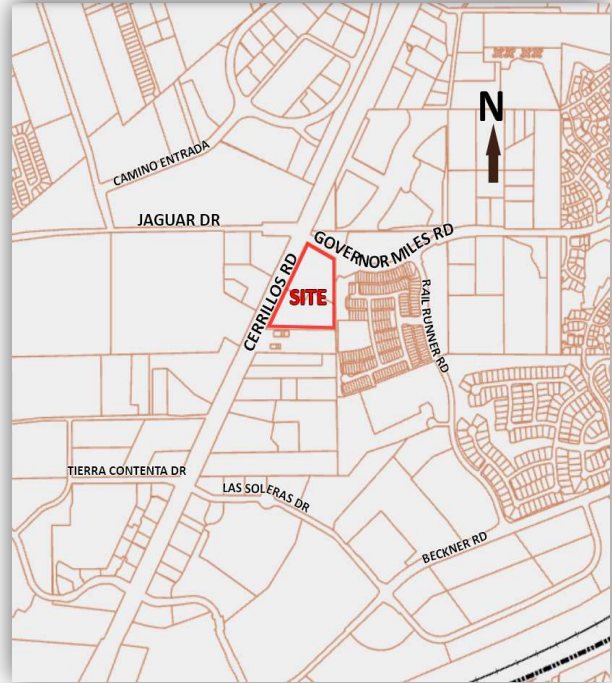 N
CAMINO ENTRADA
JAGUAR DR
GOVERNOR MILES RD
CERRILLOS RD
SITE
RAIL RUNNER RD
TIERRA CONTENTA DR
LAS SOLERAS DR
BECKNER RD